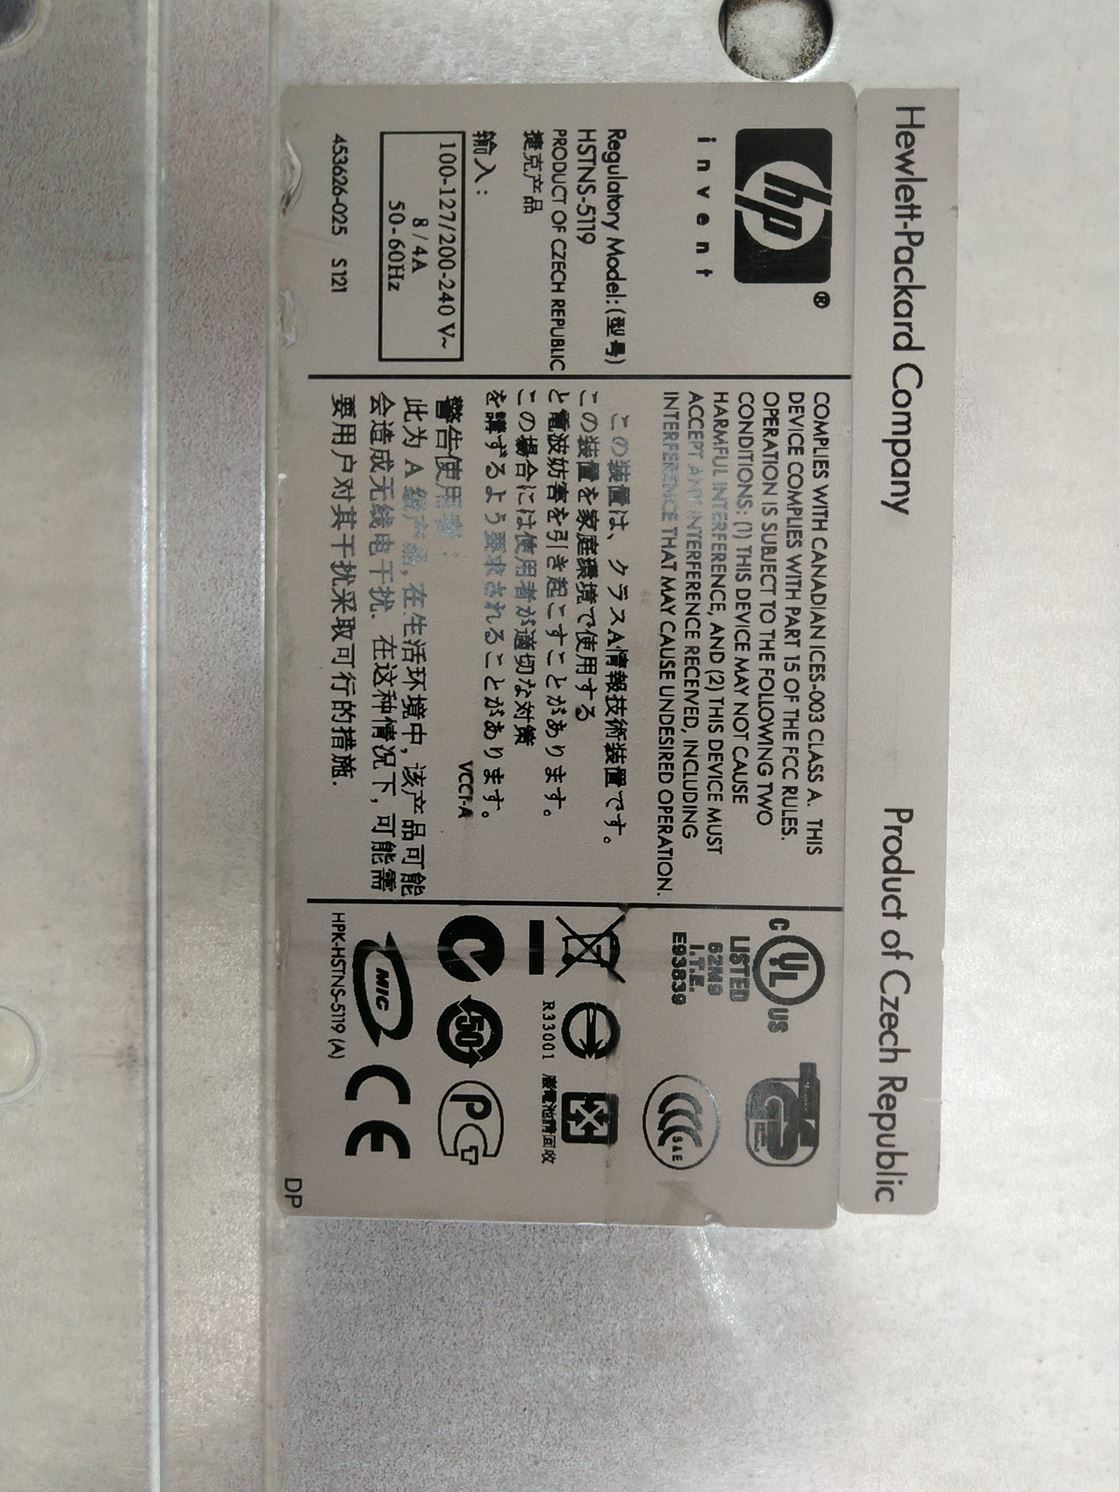 Hewlett-Packard Company
Product of Czech Republic
hp ®
invent
Regulatory Model:(型号)
HSTNS-5119
PRODUCT OF CZECH REPUBLIC
捷克产品
输入:
100-127/200-240 V~
8 / 4A
50-60Hz
453626-025 S121
COMPLIES WITH CANADIAN ICES-003 CLASS A. THIS
DEVICE COMPLIES WITH PART 15 OF THE FCC RULES.
OPERATION IS SUBJECT TO THE FOLLOWING TWO
CONDITIONS: (1) THIS DEVICE MAY NOT CAUSE
HARMFUL INTERFERENCE, AND (2) THIS DEVICE MUST
ACCEPT ANY INTERFERENCE RECEIVED, INCLUDING
INTERFERENCE THAT MAY CAUSE UNDESIRED OPERATION.
この装置は、クラスA情報技術装置です。
この装置を家庭環境で使用する
と電波妨害を引き起こすことがあります。
この場合には使用者が適切な対策
を講ずるよう要求されることがあります。
VCCI-A
警告使用者:
此为 A 级产品,在生活环境中,该产品可能
会造成无线电干扰.在这种情况下,可能需
要用户对其干扰采取可行的措施.
C UL US
LISTED
62M9
I.T.E.
E93839
GS
S&E
R33001
廢電池請回收
50
MIC
CE
HPK-HSTNS-5119 (A)
DP